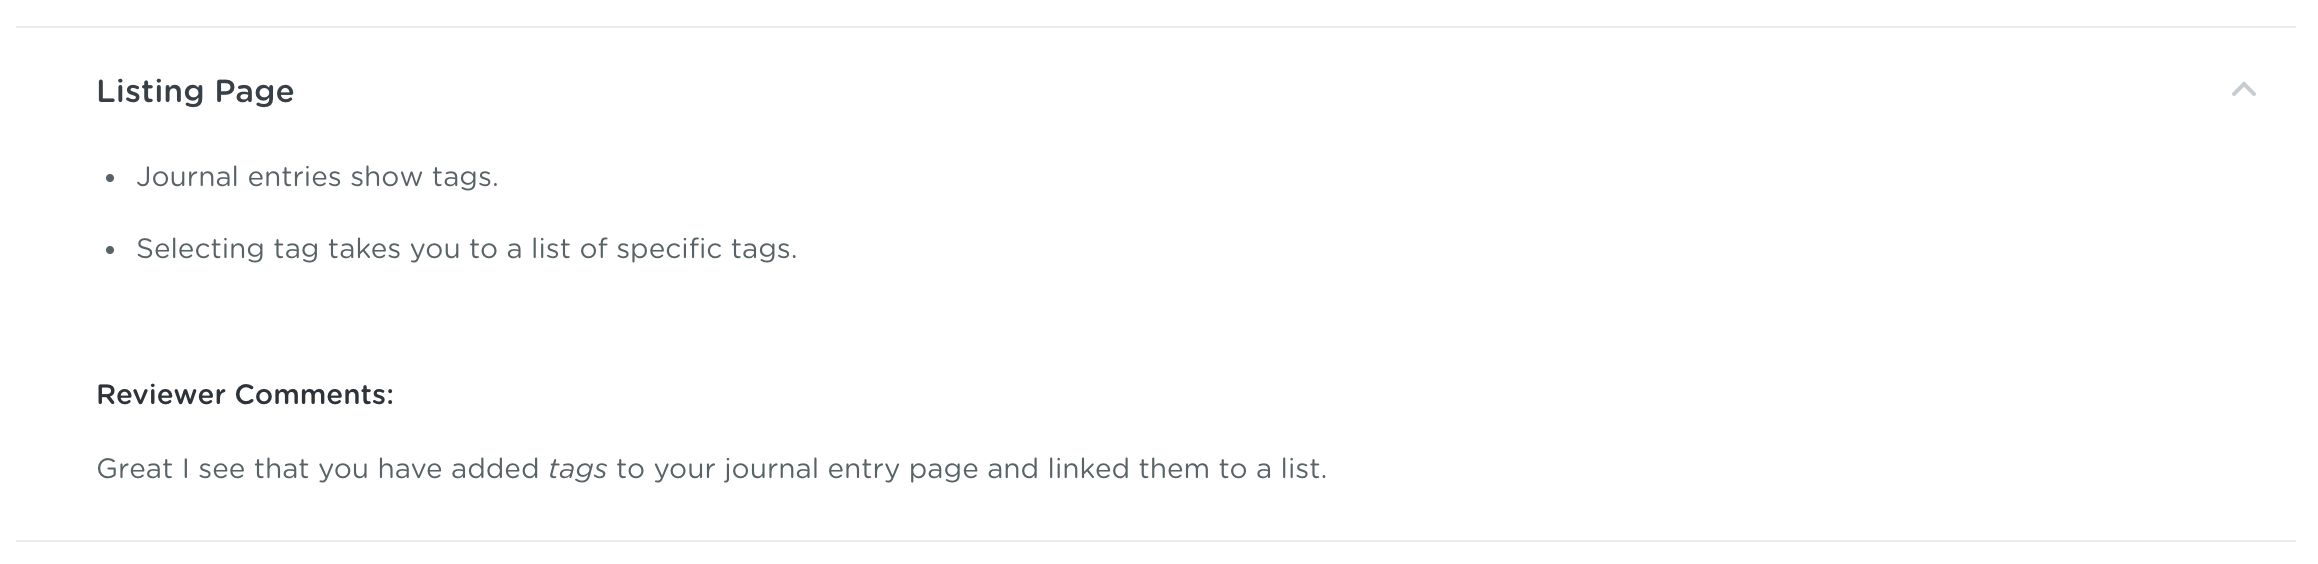 Listing Page
• Journal entries show tags.
• Selecting tag takes you to a list of specific tags.
Reviewer Comments:
Great I see that you have added tags to your journal entry page and linked them to a list.